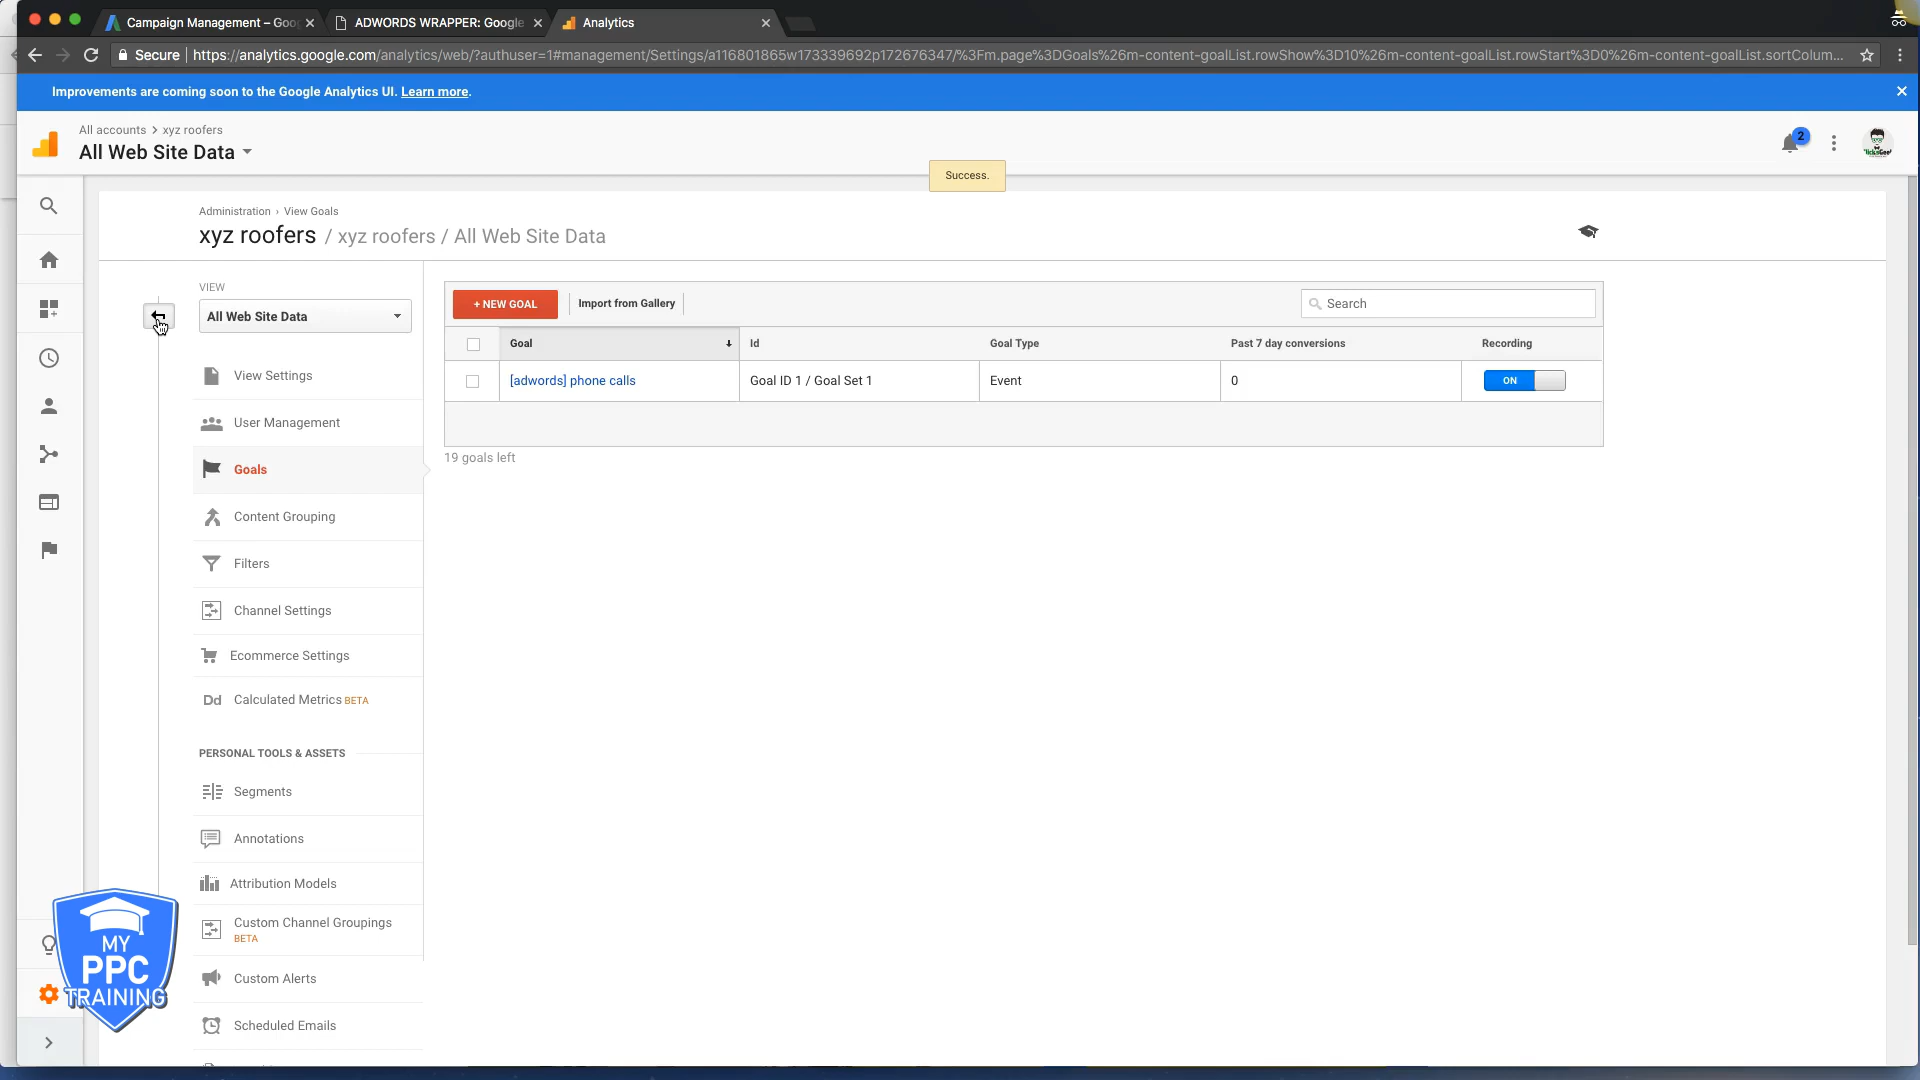 Campaign Management – Goo
ADWORDS WRAPPER: Google
Analytics
Secure
https://analytics.google.com/analytics/web/?authuser=1#management/Settings/a116801865w173339692p172676347/%3Fm.page%3DGoals%26m-content-goalList.rowShow%3D10%26m-content-goalList.rowStart%3D0%26m-content-goalList.sortColum...
Improvements are coming soon to the Google Analytics UI. Learn more.
All accounts > xyz roofers
All Web Site Data
2
Success.
Administration › View Goals
xyz roofers / xyz roofers / All Web Site Data
VIEW
All Web Site Data
+ NEW GOAL
Import from Gallery
Search
Goal
Id
Goal Type
Past 7 day conversions
Recording
[adwords] phone calls
Goal ID 1 / Goal Set 1
Event
0
ON
19 goals left
View Settings
User Management
Goals
Content Grouping
Filters
Channel Settings
Ecommerce Settings
Dd Calculated Metrics BETA
PERSONAL TOOLS & ASSETS
Segments
Annotations
Attribution Models
Custom Channel Groupings
BETA
Custom Alerts
Scheduled Emails
MY
PPC
TRAINING